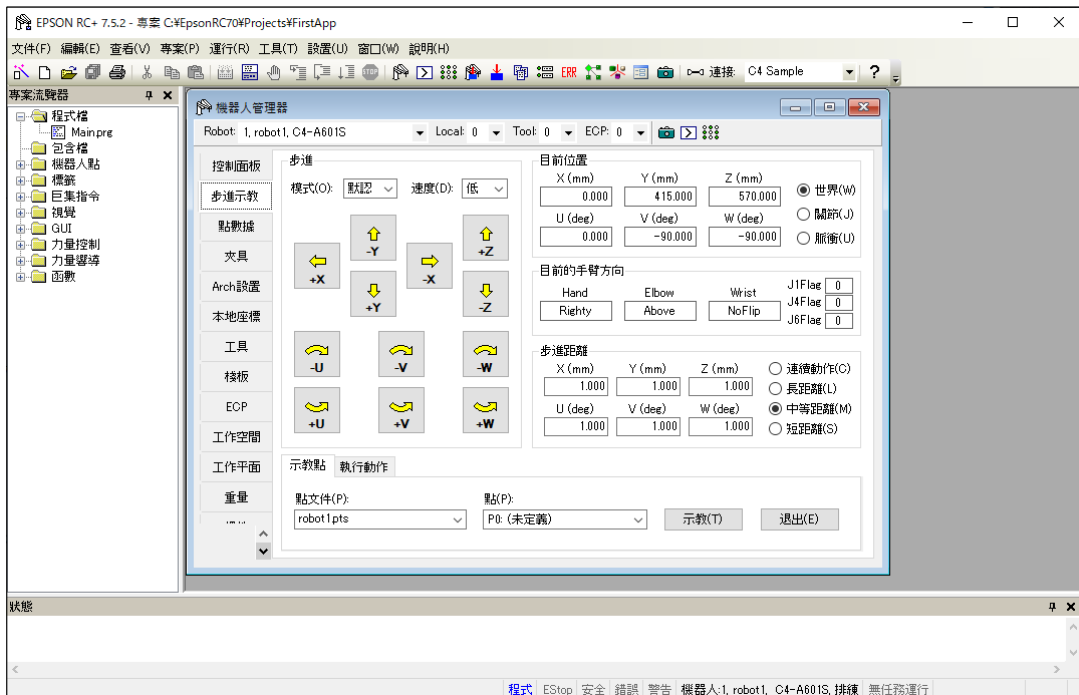 EPSON RC+ 7.5.2 - 專案 C:¥EpsonRC70¥Projects¥FirstApp
文件(F) 編輯(E) 查看(V) 專案(P) 運行(R) 工具(T) 設置(U) 窗口(W) 說明(H)
STOP ERR 連接: C4 Sample ?
專案流覽器
程式檔
Main.prg
包含檔
機器人點
標籤
巨集指令
視覺
GUI
力量控制
力量嚮導
函數
機器人管理器
Robot: 1, robot1, C4-A601S Local: 0 Tool: 0 ECP: 0
控制面板
步進示教
點數據
夾具
Arch設置
本地座標
工具
棧板
ECP
工作空間
工作平面
重量
步進
模式(O): 默認 速度(D): 低
-Y +Z
+X -X
+Y -Z
-U -V -W
+U +V +W
目前位置
X (mm) Y (mm) Z (mm)
0.000 415.000 570.000
U (deg) V (deg) W (deg)
0.000 -90.000 -90.000
世界(W)
關節(J)
脈衝(U)
目前的手臂方向
Hand Elbow Wrist
Righty Above NoFlip
J1Flag 0
J4Flag 0
J6Flag 0
步進距離
X (mm) Y (mm) Z (mm)
1.000 1.000 1.000
U (deg) V (deg) W (deg)
1.000 1.000 1.000
連續動作(C)
長距離(L)
中等距離(M)
短距離(S)
示教點 執行動作
點文件(P): 點(P):
robot1.pts P0: (未定義) 示教(T) 退出(E)
狀態
程式 EStop 安全 錯誤 警告 機器人:1, robot1, C4-A601S, 排練 無任務運行